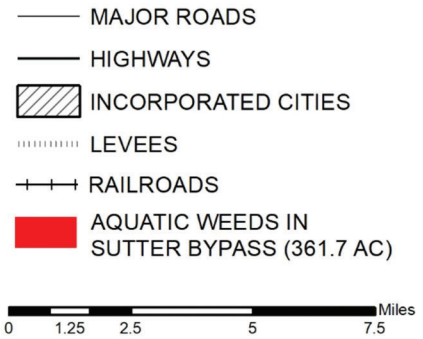 MAJOR ROADS
HIGHWAYS
INCORPORATED CITIES
LEVEES
RAILROADS
AQUATIC WEEDS IN
SUTTER BYPASS (361.7 AC)
Miles
0 1.25 2.5 5 7.5